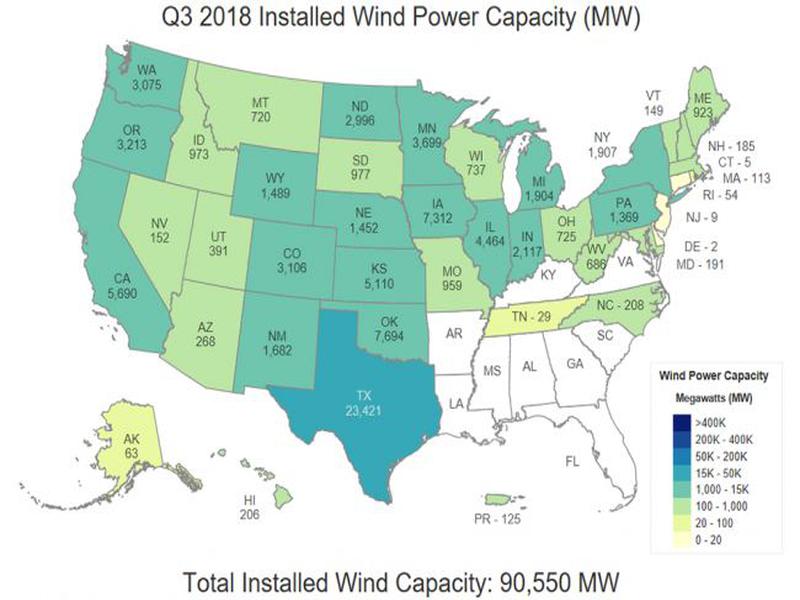 Q3 2018 Installed Wind Power Capacity (MW)
WA
3,075
OR
3,213
CA
5,690
ID
973
NV
152
MT
720
WY
1,489
UT
391
AZ
268
CO
3,106
NM
1,682
ND
2,996
SD
977
NE
1,452
KS
5,110
OK
7,694
TX
23,421
MN
3,699
IA
7,312
MO
959
AR
LA
WI
737
IL
4,464
MI
1,904
IN
2,117
OH
725
KY
WV
686
VA
TN - 29
NC - 208
SC
MS
AL
GA
FL
PA
1,369
NY
1,907
VT
149
ME
923
NH - 185
CT - 5
MA - 113
RI - 54
NJ - 9
DE - 2
MD - 191
AK
63
HI
206
PR - 125
Wind Power Capacity
Megawatts (MW)
>400K
200K - 400K
50K - 200K
15K - 50K
1,000 - 15K
100 - 1,000
20 - 100
0 - 20
Total Installed Wind Capacity: 90,550 MW